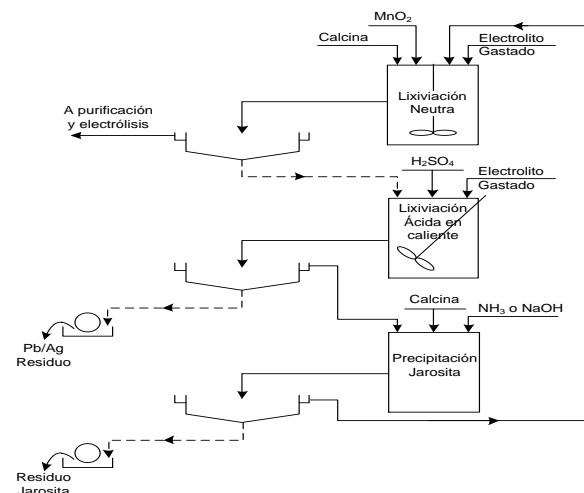 MnO₂
Calcina
Electrolito
Gastado
Lixiviación
Neutra
A purificación
y electrólisis
H₂SO₄
Electrolito
Gastado
Lixiviación
Ácida en
caliente
Calcina
NH₃ o NaOH
Pb/Ag
Residuo
Precipitación
Jarosita
Residuo
Jarosita